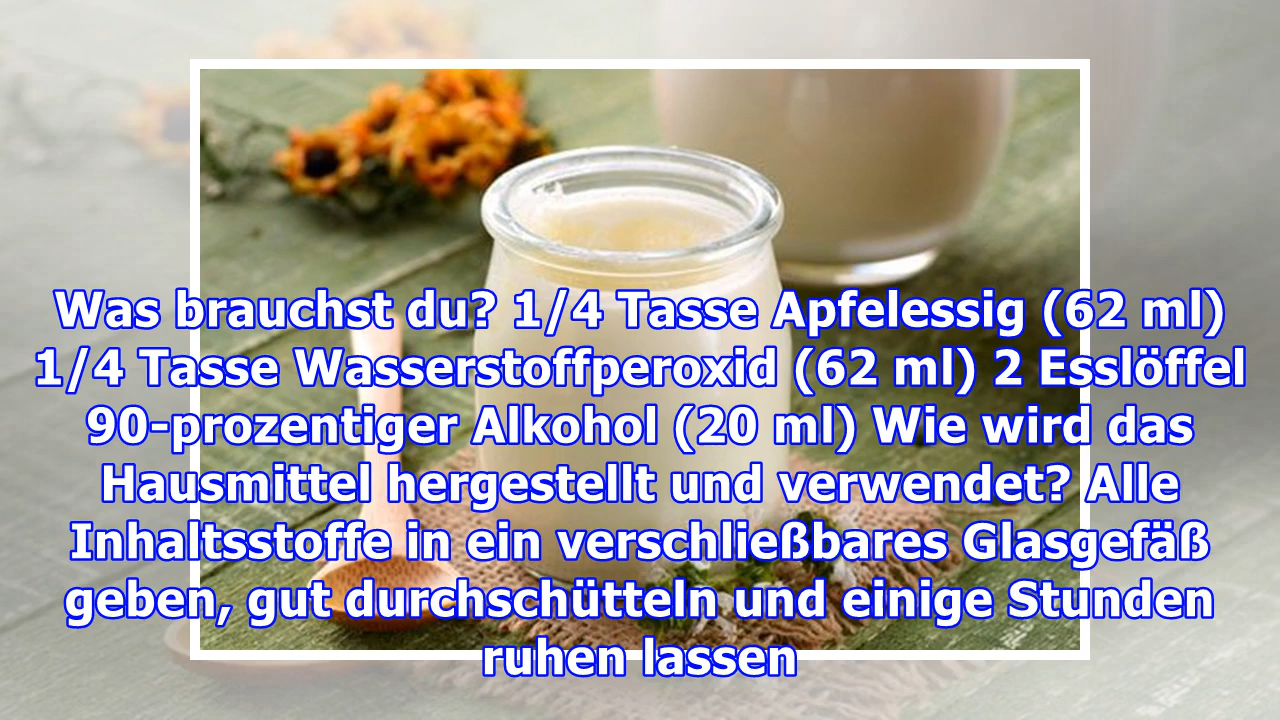 Was brauchst du? 1/4 Tasse Apfelessig (62 ml)
1/4 Tasse Wasserstoffperoxid (62 ml) 2 Esslöffel
90-prozentiger Alkohol (20 ml) Wie wird das
Hausmittel hergestellt und verwendet? Alle
Inhaltsstoffe in ein verschließbares Glasgefäß
geben, gut durchschütteln und einige Stunden
ruhen lassen